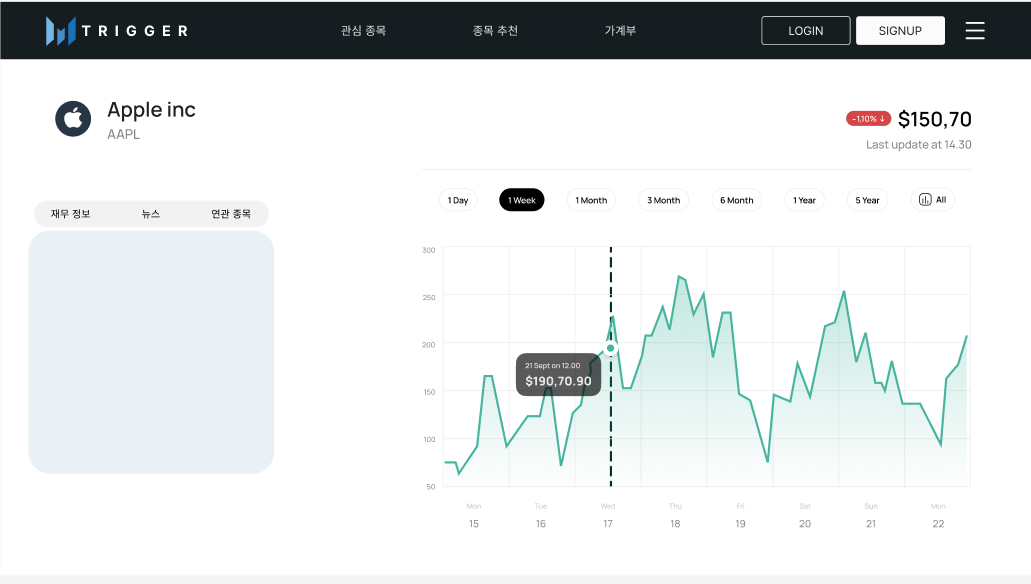 TRIGGER 관심 종목 종목 추천 가계부 LOGIN SIGNUP
Apple inc
AAPL
-1,10% ↓ $150,70
Last update at 14.30
1 Day 1 Week 1 Month 3 Month 6 Month 1 Year 5 Year All
재무 정보 뉴스 연관 종목
300
250
200
150
100
50
21 Sept on 12.00
$190,70.90
Mon Tue Wed Thu Fri Sat Sun Mon
15 16 17 18 19 20 21 22